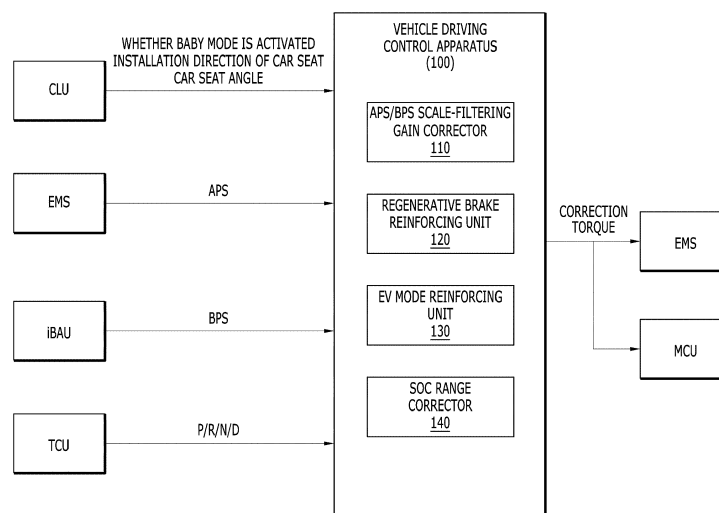 WHETHER BABY MODE IS ACTIVATED
INSTALLATION DIRECTION OF CAR SEAT
CAR SEAT ANGLE
CLU
EMS
APS
iBAU
BPS
TCU
P/R/N/D
VEHICLE DRIVING
CONTROL APPARATUS
(100)
APS/BPS SCALE-FILTERING
GAIN CORRECTOR
110
REGENERATIVE BRAKE
REINFORCING UNIT
120
EV MODE REINFORCING
UNIT
130
SOC RANGE
CORRECTOR
140
CORRECTION
TORQUE
EMS
MCU